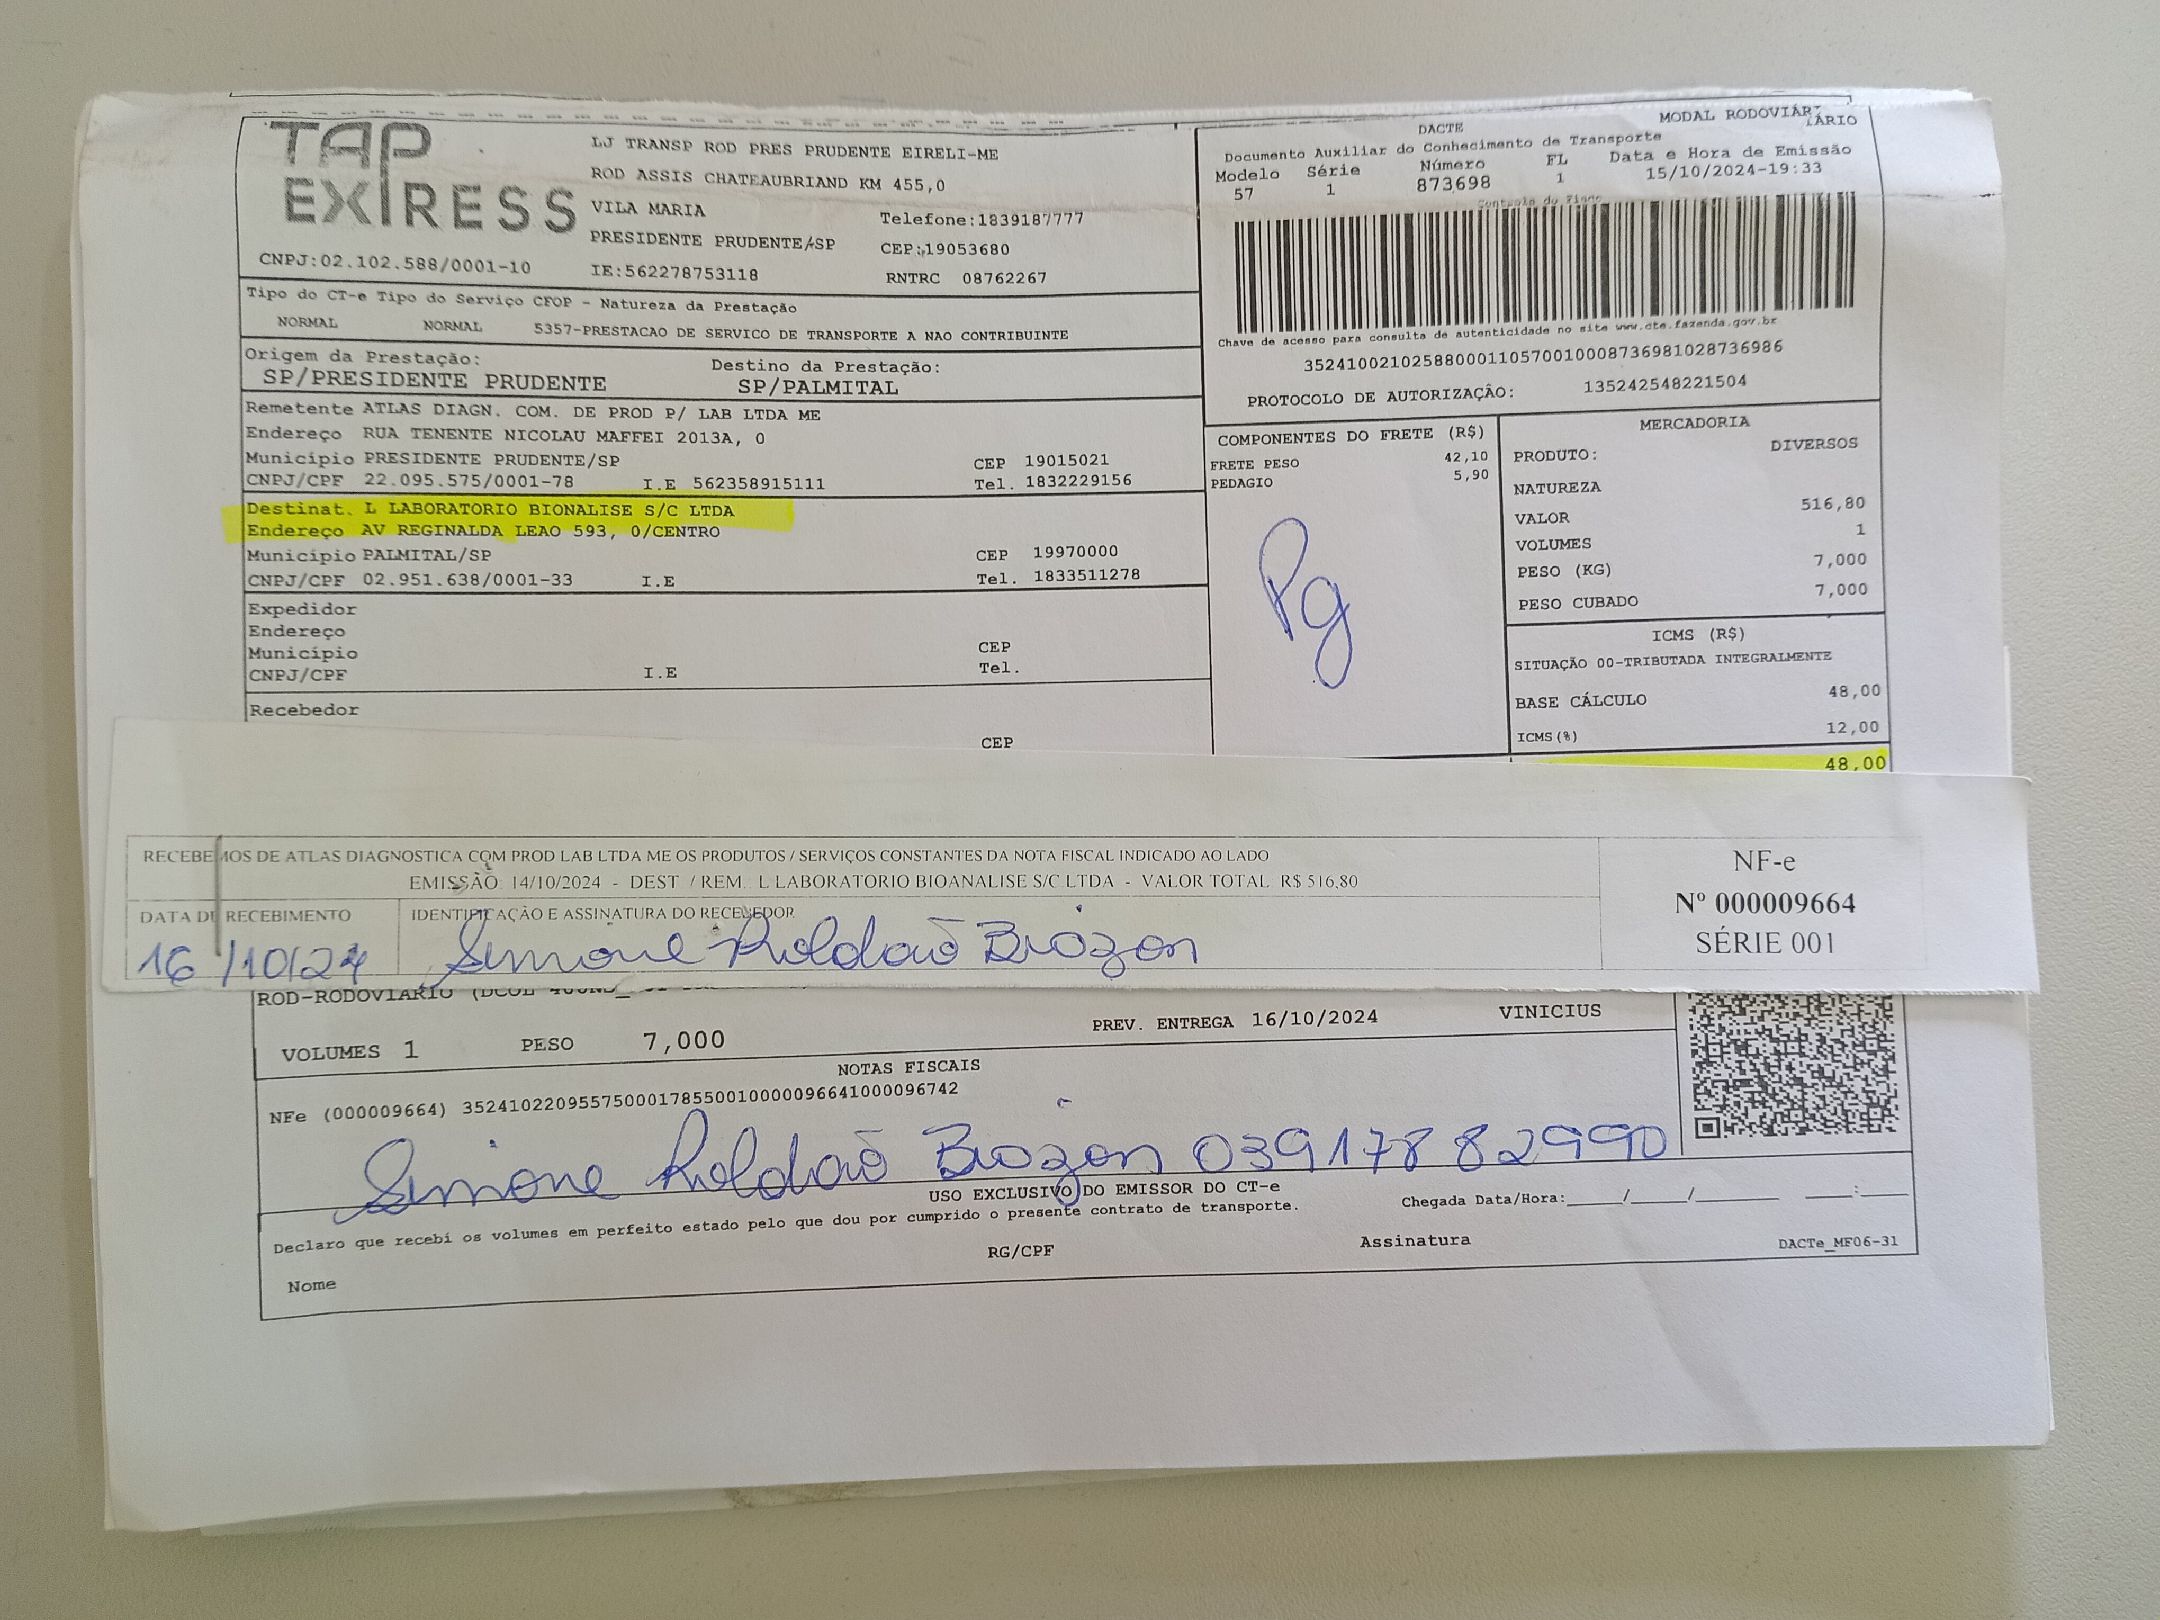 TAP
EXPRESS
CNPJ:02.102.588/0001-10
LJ TRANSP ROD PRES PRUDENTE EIRELI-ME
ROD ASSIS CHATEAUBRIAND KM 455,0
VILA MARIA
Telefone:1839187777
PRESIDENTE PRUDENTE/SP
CEP:19053680
IE:562278753118
RNTRC 08762267
MODAL RODOVIÁRIO
DACTE
Documento Auxiliar do Conhecimento de Transporte
Modelo Série Número FL Data e Hora de Emissão
57 1 873698 1 15/10/2024-19:33
Controle do Fisco
Chave de acesso para consulta de autenticidade no site www.cte.fazenda.gov.br
35241002102588000110570010008736981028736986
PROTOCOLO DE AUTORIZAÇÃO: 135242548221504
Tipo do CT-e Tipo do Serviço CFOP - Natureza da Prestação
NORMAL NORMAL 5357-PRESTACAO DE SERVICO DE TRANSPORTE A NAO CONTRIBUINTE
Origem da Prestação: Destino da Prestação:
SP/PRESIDENTE PRUDENTE SP/PALMITAL
Remetente ATLAS DIAGN. COM. DE PROD P/ LAB LTDA ME
Endereço RUA TENENTE NICOLAU MAFFEI 2013A, 0
Município PRESIDENTE PRUDENTE/SP CEP 19015021
CNPJ/CPF 22.095.575/0001-78 I.E 562358915111 Tel. 1832229156
Destinat. L LABORATORIO BIONALISE S/C LTDA
Endereço AV REGINALDA LEAO 593, 0/CENTRO
Município PALMITAL/SP CEP 19970000
CNPJ/CPF 02.951.638/0001-33 I.E Tel. 1833511278
Expedidor
Endereço
Município CEP
CNPJ/CPF I.E Tel.
Recebedor
CEP
COMPONENTES DO FRETE (R$)
FRETE PESO 42,10
PEDAGIO 5,90
Pg
MERCADORIA
PRODUTO: DIVERSOS
NATUREZA
VALOR 516,80
VOLUMES 1
PESO (KG) 7,000
PESO CUBADO 7,000
ICMS (R$)
SITUAÇÃO 00-TRIBUTADA INTEGRALMENTE
BASE CÁLCULO 48,00
ICMS(%) 12,00
48,00
RECEBEMOS DE ATLAS DIAGNOSTICA COM PROD LAB LTDA ME OS PRODUTOS / SERVIÇOS CONSTANTES DA NOTA FISCAL INDICADO AO LADO
EMISSÃO: 14/10/2024 - DEST / REM. L LABORATORIO BIOANALISE S/C LTDA - VALOR TOTAL R$ 516,80
DATA DE RECEBIMENTO IDENTIFICAÇÃO E ASSINATURA DO RECEBEDOR
16/10/24 Simone Roldão Biozon
NF-e
Nº 000009664
SÉRIE 001
ROD-RODOVIARIO
VOLUMES 1 PESO 7,000 PREV. ENTREGA 16/10/2024 VINICIUS
NOTAS FISCAIS
NFe (000009664) 35241022095575000178550010000096641000096742
Simone Roldão Biozon 03917882990
USO EXCLUSIVO DO EMISSOR DO CT-e
Declaro que recebi os volumes em perfeito estado pelo que dou por cumprido o presente contrato de transporte. Chegada Data/Hora:_____/_____/_______ ____:____
Nome RG/CPF Assinatura DACTe_MF06-31